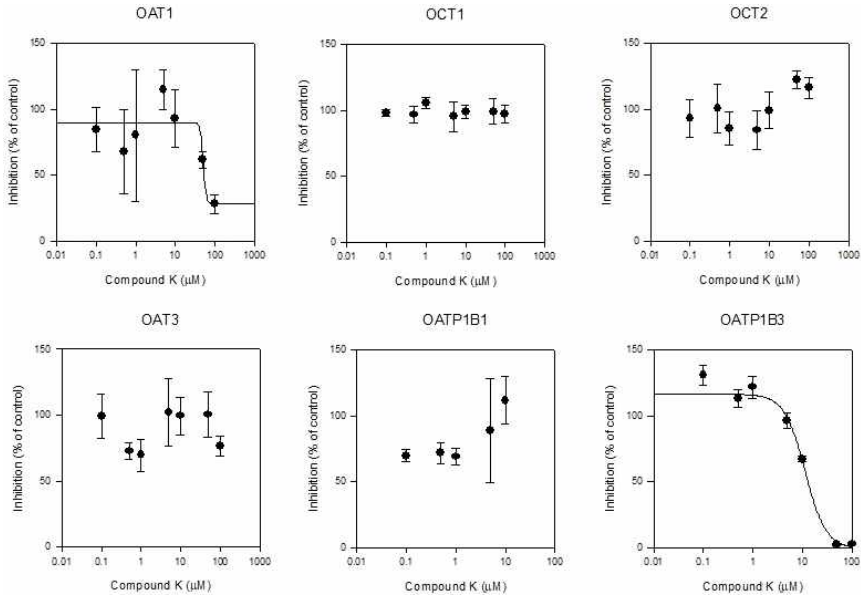 OAT1
OCT1
OCT2
150
100
50
0
Inhibition (% of control)
0.01 0.1 1 10 100 1000
Compound K (μM)
150
100
50
0
Inhibition (% of control)
0.01 0.1 1 10 100 1000
Compound K (μM)
150
100
50
0
Inhibition (% of control)
0.01 0.1 1 10 100 1000
Compound K (μM)
OAT3
OATP1B1
OATP1B3
150
100
50
0
Inhibition (% of control)
0.01 0.1 1 10 100 1000
Compound K (μM)
150
100
50
0
Inhibition (% of control)
0.01 0.1 1 10 100
Compound K (μM)
150
100
50
0
Inhibition (% of control)
0.01 0.1 1 10 100
Compound K (μM)